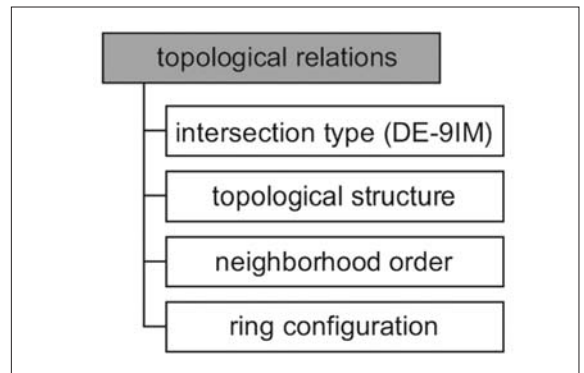 topological relations
intersection type (DE-9IM)
topological structure
neighborhood order
ring configuration